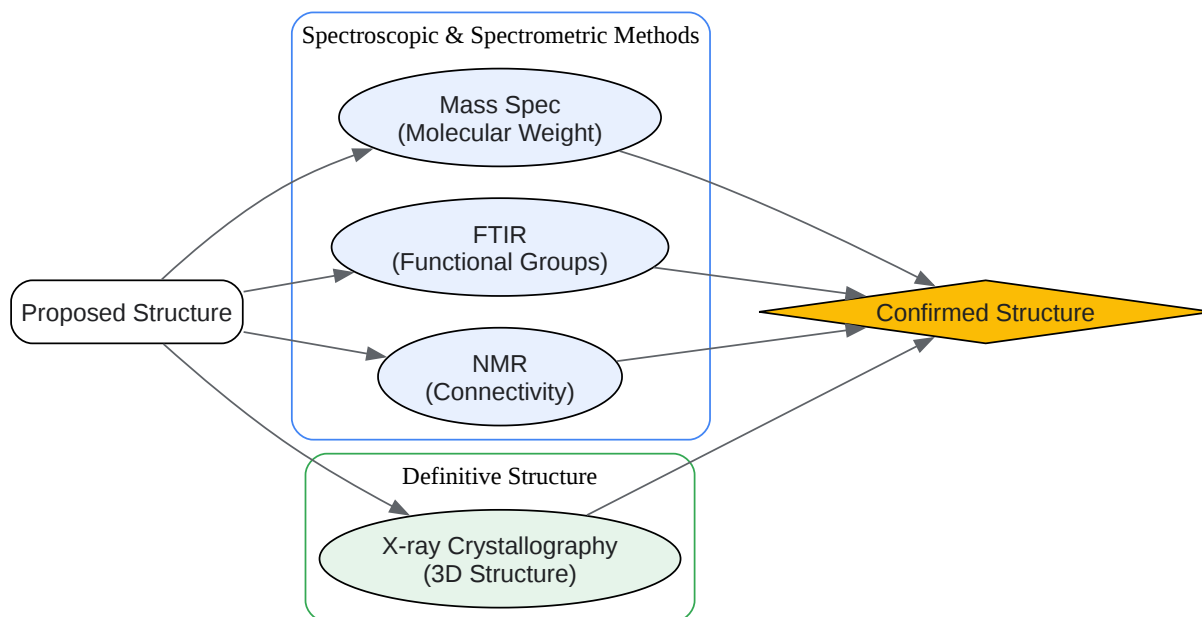 Spectroscopic & Spectrometric Methods
Mass Spec
(Molecular Weight)
FTIR
(Functional Groups)
Proposed Structure
Confirmed Structure
NMR
(Connectivity)
Definitive Structure
X-ray Crystallography
(3D Structure)